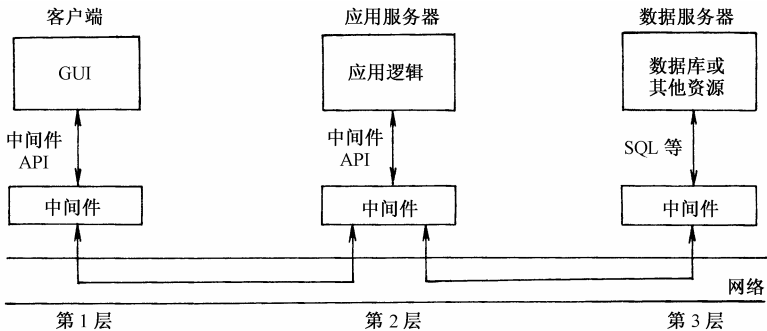 客户端 应用服务器 数据服务器
GUI 应用逻辑 数据库或
其他资源
中间件 中间件 SQL 等
API API
中间件 中间件 中间件
网络
第 1 层 第 2 层 第 3 层